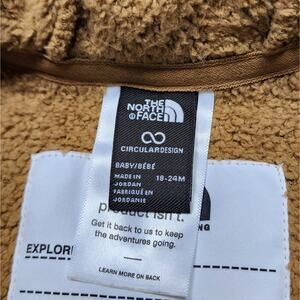 THE
NORTH
FACE
CIRCULARDESIGN
BABY/BÉBÉ
MADE IN
JORDAN
FABRIQUÉ EN
JORDANIE
18-24M
product isn't.
Get it back to us to keep
the adventures going.
LEARN MORE ON BACK
EXPLOR
NG